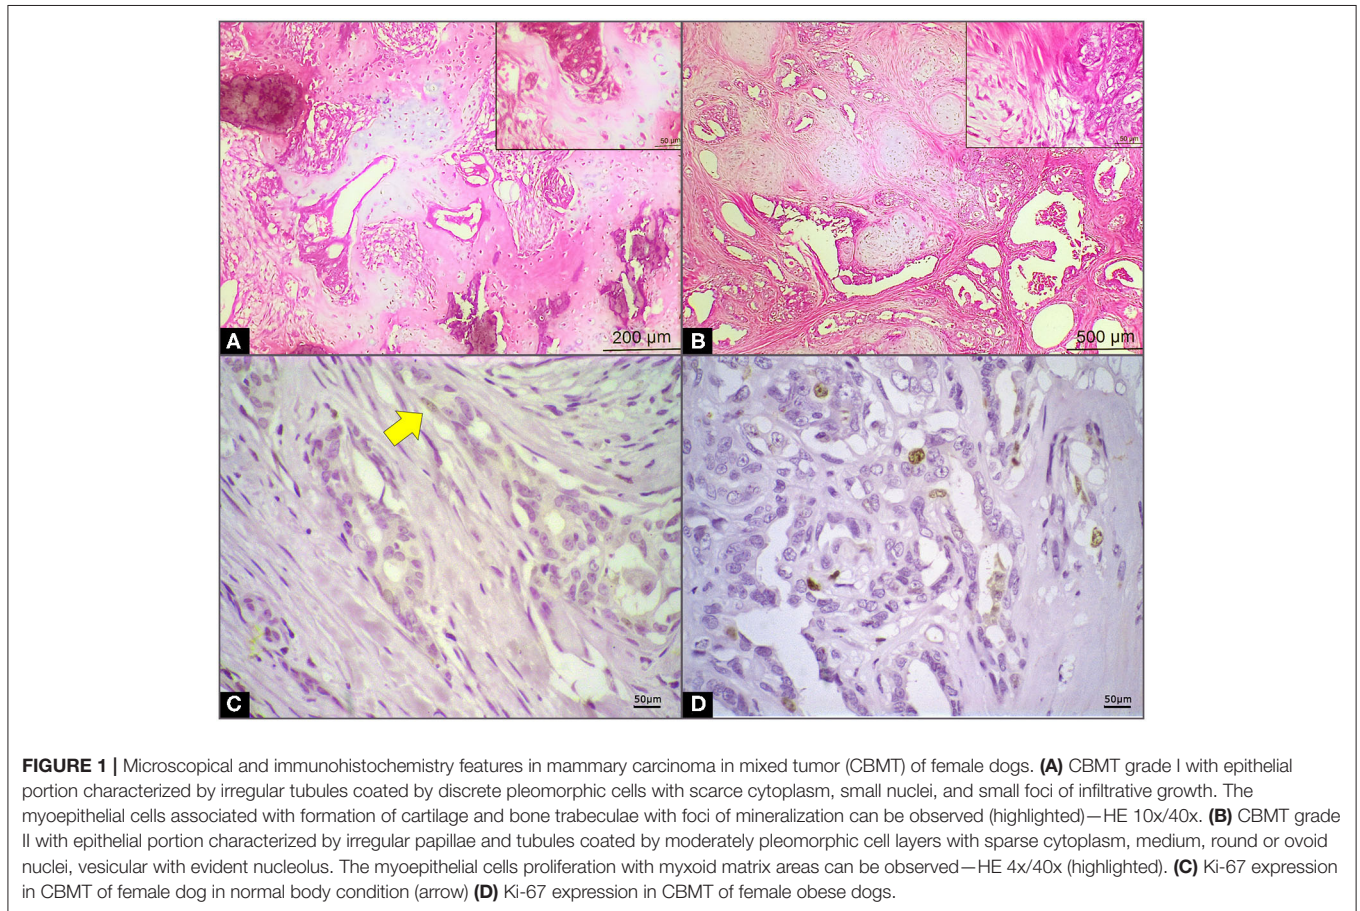 50 µm
50 µm
A
200 µm
B
500 µm
C
50µm
D
50µm
FIGURE 1 | Microscopical and immunohistochemistry features in mammary carcinoma in mixed tumor (CBMT) of female dogs. (A) CBMT grade I with epithelial
portion characterized by irregular tubules coated by discrete pleomorphic cells with scarce cytoplasm, small nuclei, and small foci of infiltrative growth. The
myoepithelial cells associated with formation of cartilage and bone trabeculae with foci of mineralization can be observed (highlighted)—HE 10x/40x. (B) CBMT grade
II with epithelial portion characterized by irregular papillae and tubules coated by moderately pleomorphic cell layers with sparse cytoplasm, medium, round or ovoid
nuclei, vesicular with evident nucleolus. The myoepithelial cells proliferation with myxoid matrix areas can be observed—HE 4x/40x (highlighted). (C) Ki-67 expression
in CBMT of female dog in normal body condition (arrow) (D) Ki-67 expression in CBMT of female obese dogs.